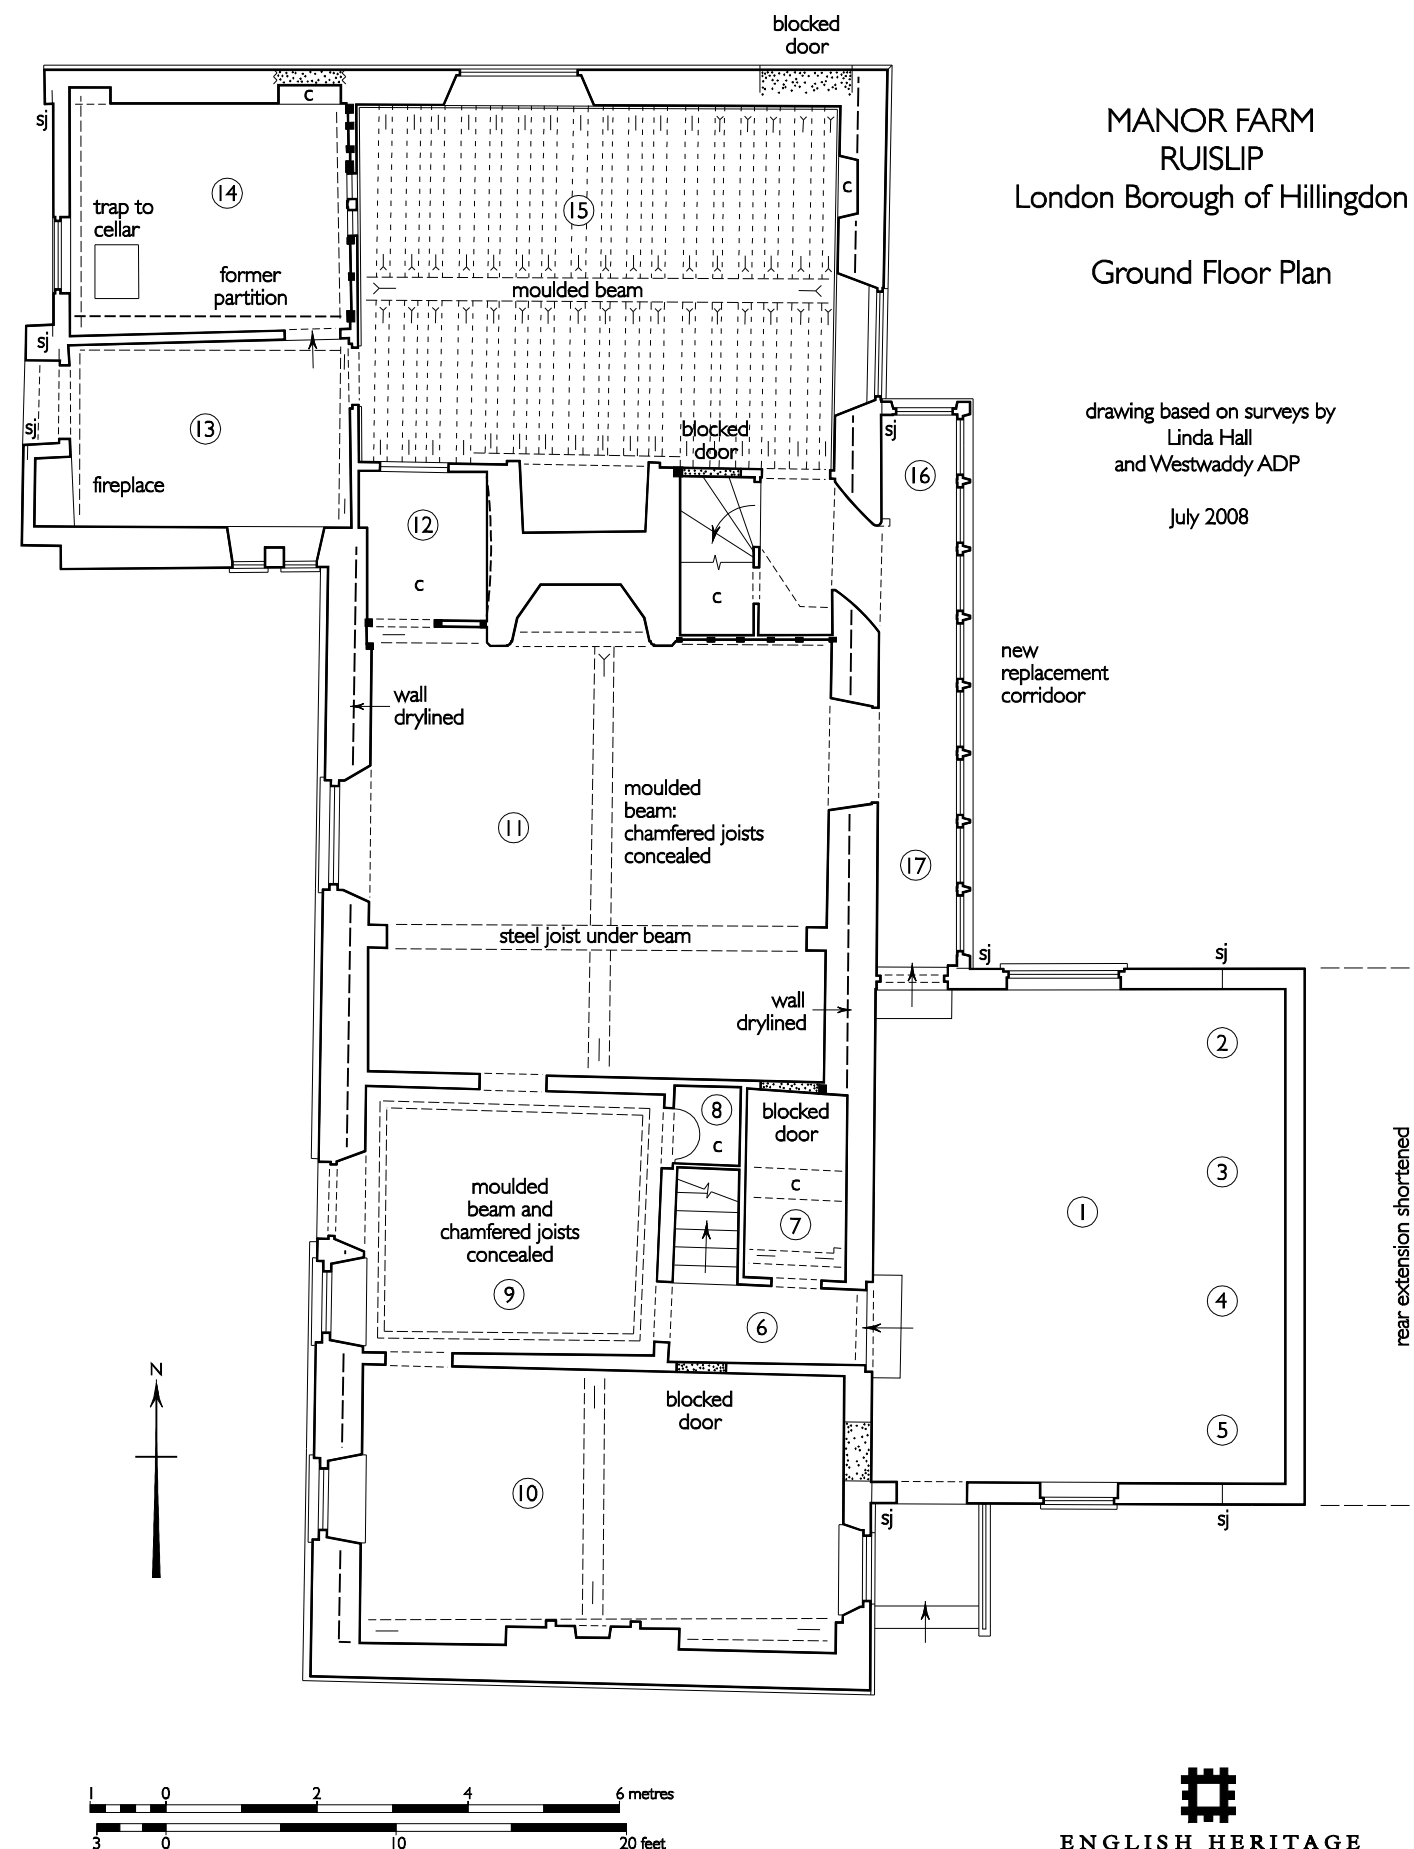 blocked
door
MANOR FARM
RUISLIP
London Borough of Hillingdon
Ground Floor Plan
drawing based on surveys by
Linda Hall
and Westwaddy ADP
July 2008
c
sj
14
trap to
cellar
former
partition
15
c
moulded beam
sj
13
sj
fireplace
blocked
door
sj
16
12
c
c
new
replacement
corridoor
wall
drylined
moulded
beam:
chamfered joists
concealed
11
17
steel joist under beam
sj
sj
wall
drylined
2
8
c
blocked
door
c
7
3
1
rear extension shortened
moulded
beam and
chamfered joists
concealed
9
6
4
N
blocked
door
5
10
sj
sj
1 0 2 4 6 metres
3 0 10 20 feet
ENGLISH HERITAGE